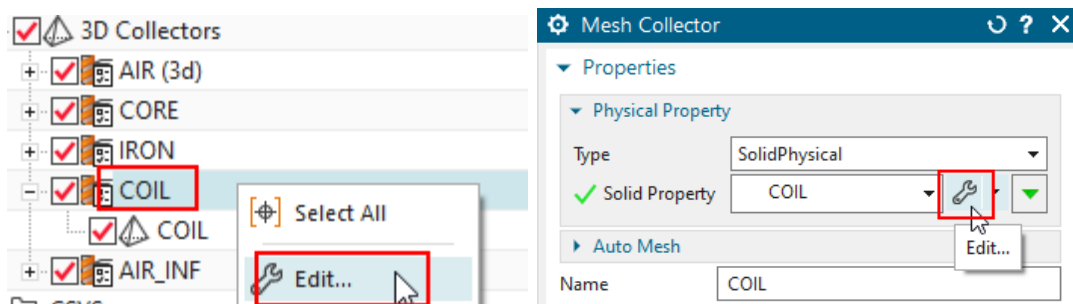 3D Collectors
AIR (3d)
CORE
IRON
COIL
COIL
AIR_INF
Select All
Edit...
Mesh Collector
?
Properties
Physical Property
Type SolidPhysical
Solid Property COIL
Edit...
Auto Mesh
Name COIL